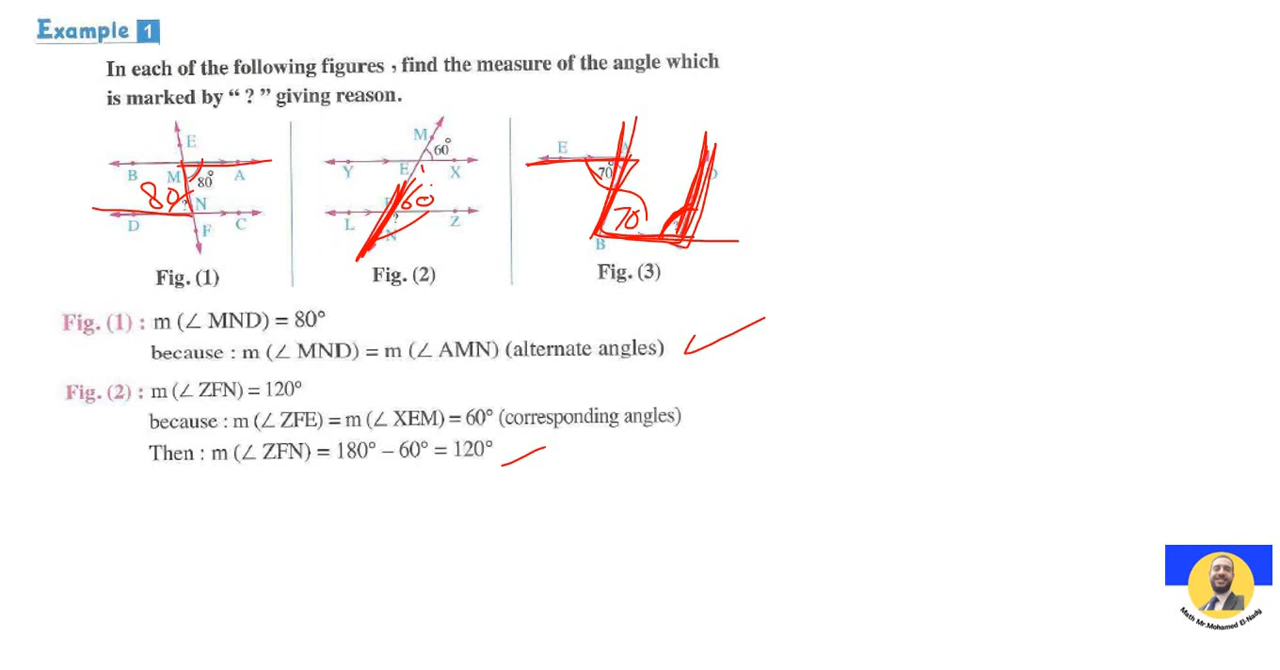 Example 1
In each of the following figures , find the measure of the angle which
is marked by “ ? ” giving reason.
E
B M 80° A
80 ? N
D F C
Fig. (1)
M
60°
Y E X
60
?
L N Z
Fig. (2)
E
70°
70
B
Fig. (3)
Fig. (1) : m (∠ MND) = 80°
because : m (∠ MND) = m (∠ AMN) (alternate angles)
Fig. (2) : m (∠ ZFN) = 120°
because : m (∠ ZFE) = m (∠ XEM) = 60° (corresponding angles)
Then : m (∠ ZFN) = 180° – 60° = 120°
Math Mr.Mohamed El-Nady